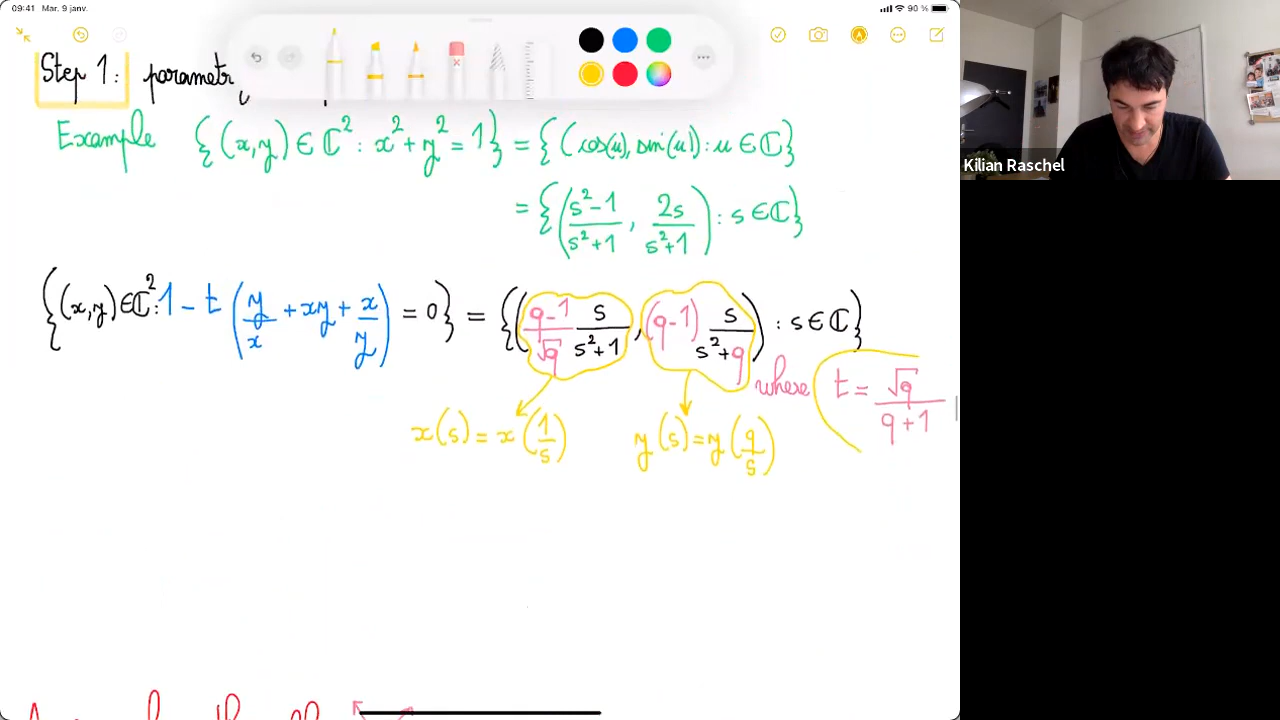 09:41 Mar. 9 janv. 90 %
Step 1: parametr
Example {(x,y) ∈ ℂ² : x² + y² = 1} = {(cos(u), sin(u)) : u ∈ ℂ}
= {((s²-1)/(s²+1), 2s/(s²+1)) : s ∈ ℂ}
{(x,y) ∈ ℂ² : 1 - t (y/x + xy + x/y) = 0} = {((q-1)/√q s/(s²+1), (q-1) s/(s²+q)) : s ∈ ℂ}
where t = √q/(q+1)
x(s) = x(1/s) y(s) = y(q/s)
Kilian Raschel